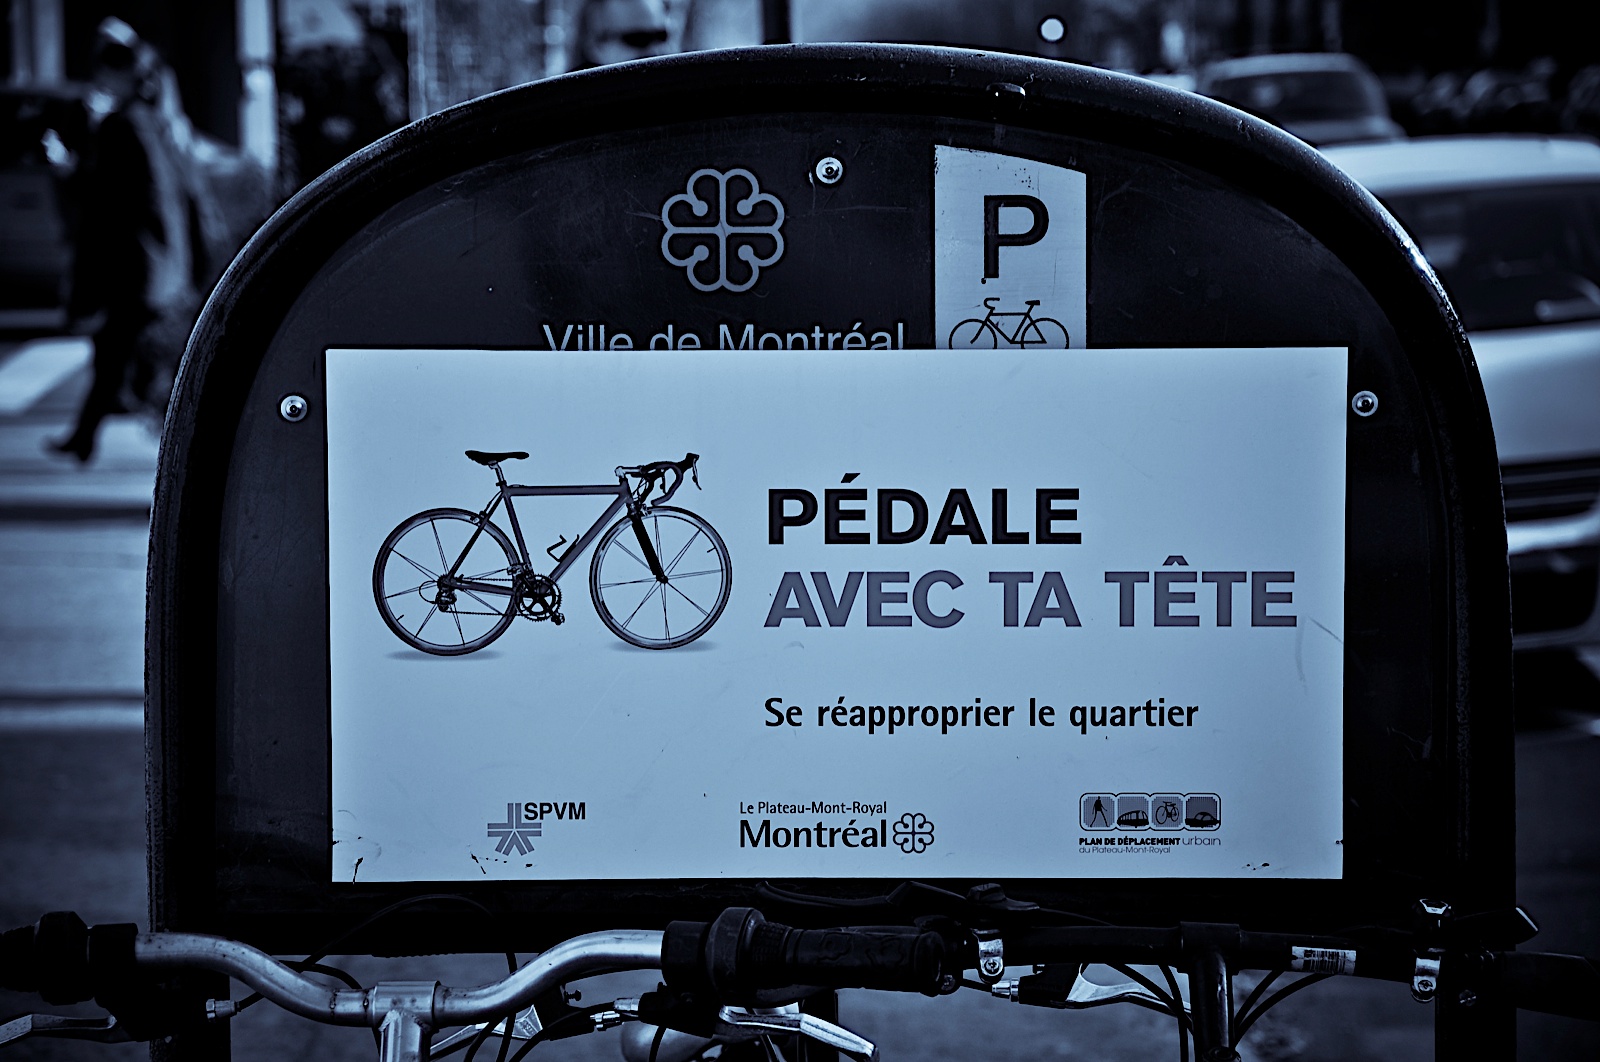 P
Ville de Montréal
PÉDALE
AVEC TA TÊTE
Se réapproprier le quartier
SPVM
Le Plateau-Mont-Royal
Montréal
PLAN DE DÉPLACEMENT urbain
du Plateau-Mont-Royal